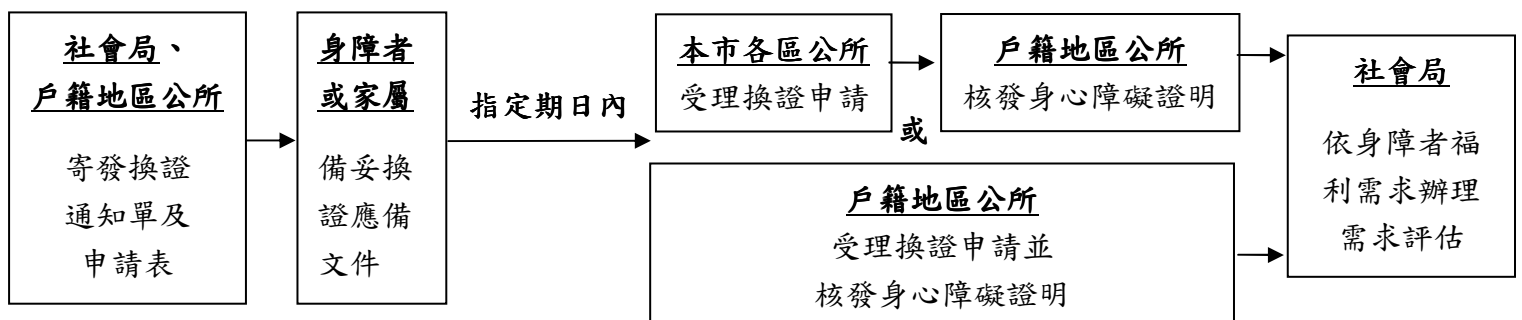 社會局、
戶籍地區公所
寄發換證
通知單及
申請表
身障者
或家屬
備妥換
證應備
文件
指定期日內
本市各區公所
受理換證申請
戶籍地區公所
核發身心障礙證明
或
戶籍地區公所
受理換證申請並
核發身心障礙證明
社會局
依身障者福
利需求辦理
需求評估